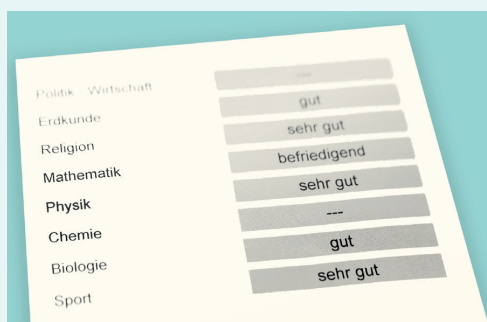 Politik - Wirtschaft ---
Erdkunde gut
Religion sehr gut
Mathematik befriedigend
Physik sehr gut
Chemie ---
Biologie gut
Sport sehr gut